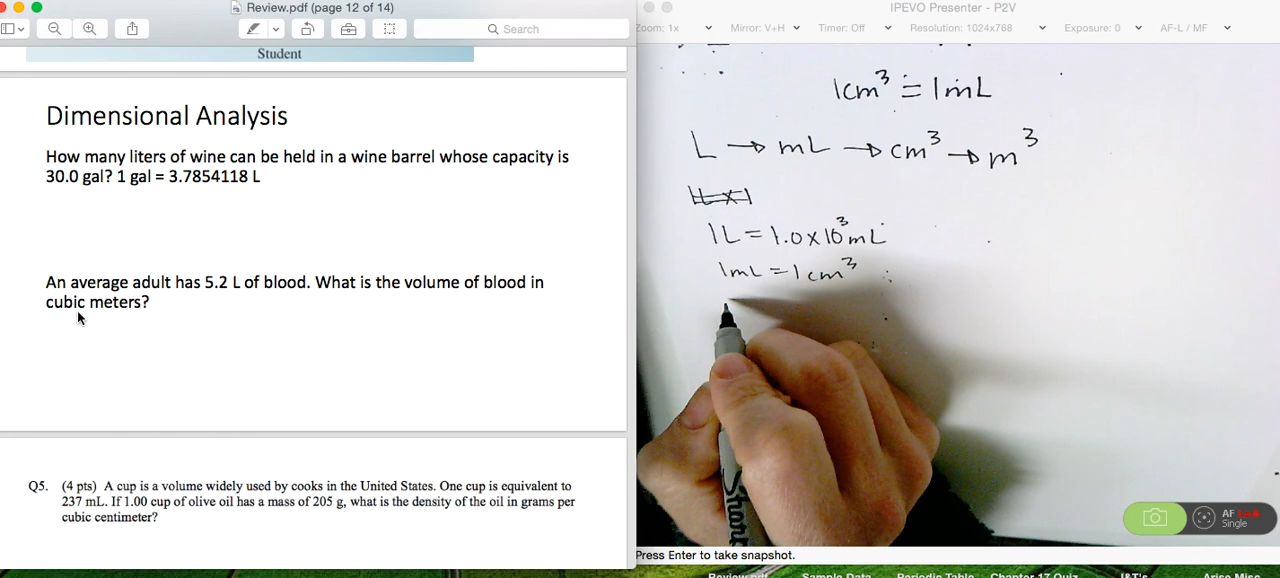 Review.pdf (page 12 of 14)
Search
Student
Dimensional Analysis
How many liters of wine can be held in a wine barrel whose capacity is
30.0 gal? 1 gal = 3.7854118 L
An average adult has 5.2 L of blood. What is the volume of blood in
cubic meters?
Q5. (4 pts) A cup is a volume widely used by cooks in the United States. One cup is equivalent to
237 mL. If 1.00 cup of olive oil has a mass of 205 g, what is the density of the oil in grams per
cubic centimeter?
IPEVO Presenter - P2V
Zoom: 1x Mirror: V+H Timer: Off Resolution: 1024x768 Exposure: 0 AF-L / MF
1cm³ = 1mL
L → mL → cm³ → m³
1L = 1.0x10³mL
1mL = 1cm³
AF
Single
Press Enter to take snapshot.
Review.pdf Sample Data Periodic Table Chapter 17 Quiz I&T's Arise Misc